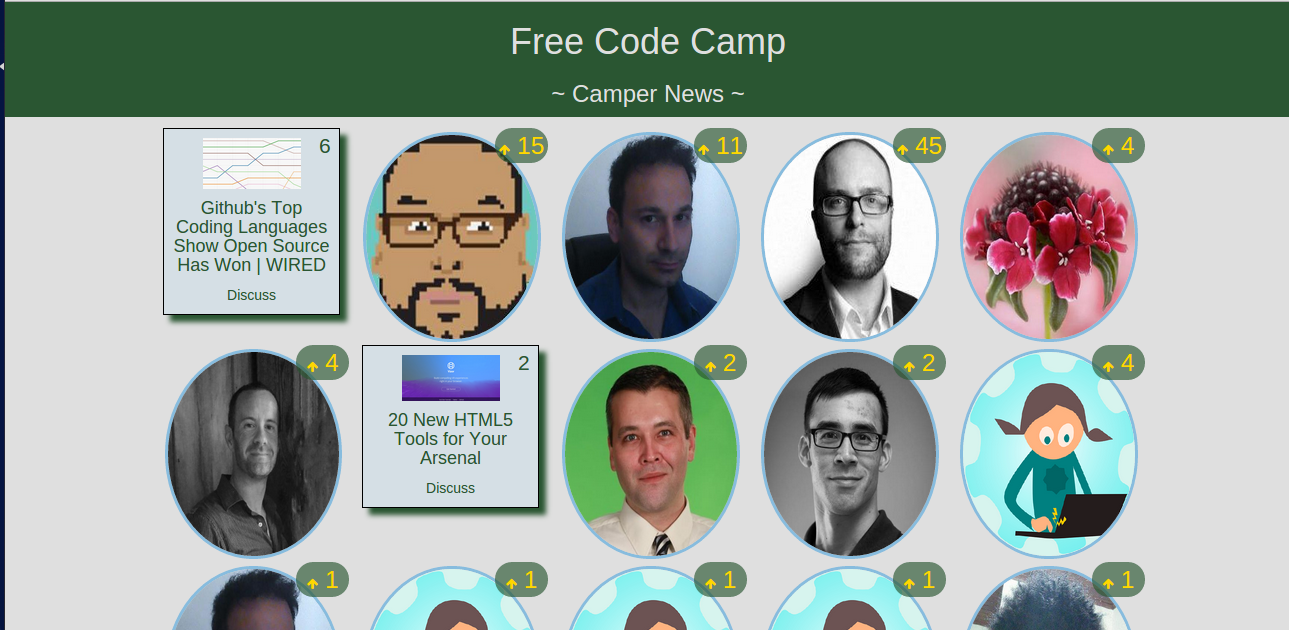 Free Code Camp
~ Camper News ~
6
Github's Top
Coding Languages
Show Open Source
Has Won | WIRED
Discuss
15
11
45
4
4
2
20 New HTML5
Tools for Your
Arsenal
Discuss
2
2
4
1
1
1
1
1